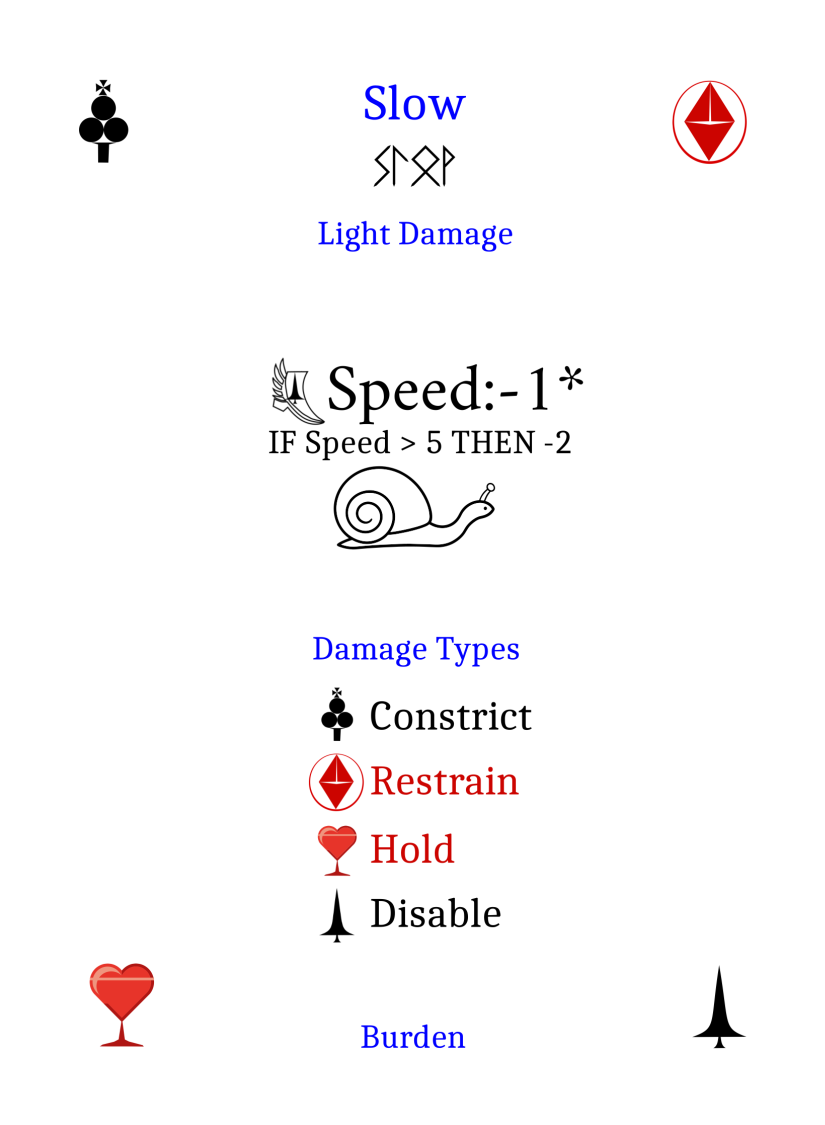 Slow
ᛊᛚᛟᚹ
Light Damage
Speed:-1*
IF Speed > 5 THEN -2
Damage Types
Constrict
Restrain
Hold
Disable
Burden